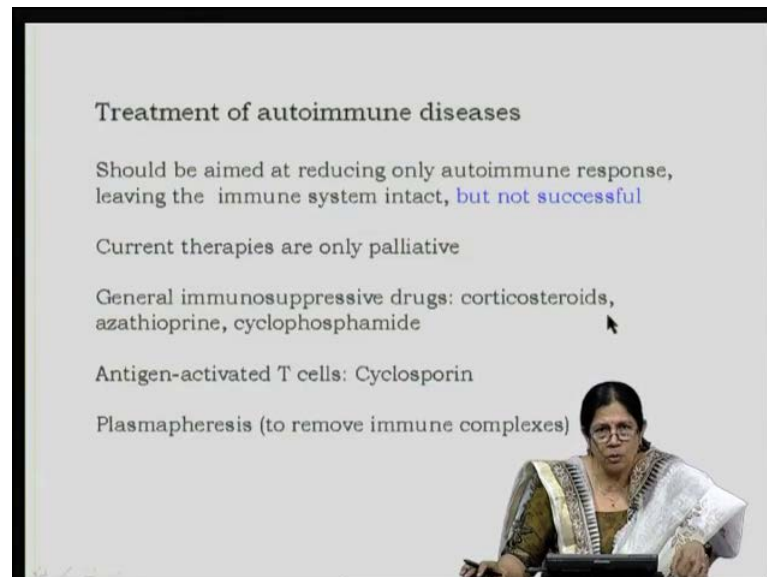 Treatment of autoimmune diseases
Should be aimed at reducing only autoimmune response,
leaving the immune system intact, but not successful
Current therapies are only palliative
General immunosuppressive drugs: corticosteroids,
azathioprine, cyclophosphamide
Antigen-activated T cells: Cyclosporin
Plasmapheresis (to remove immune complexes)